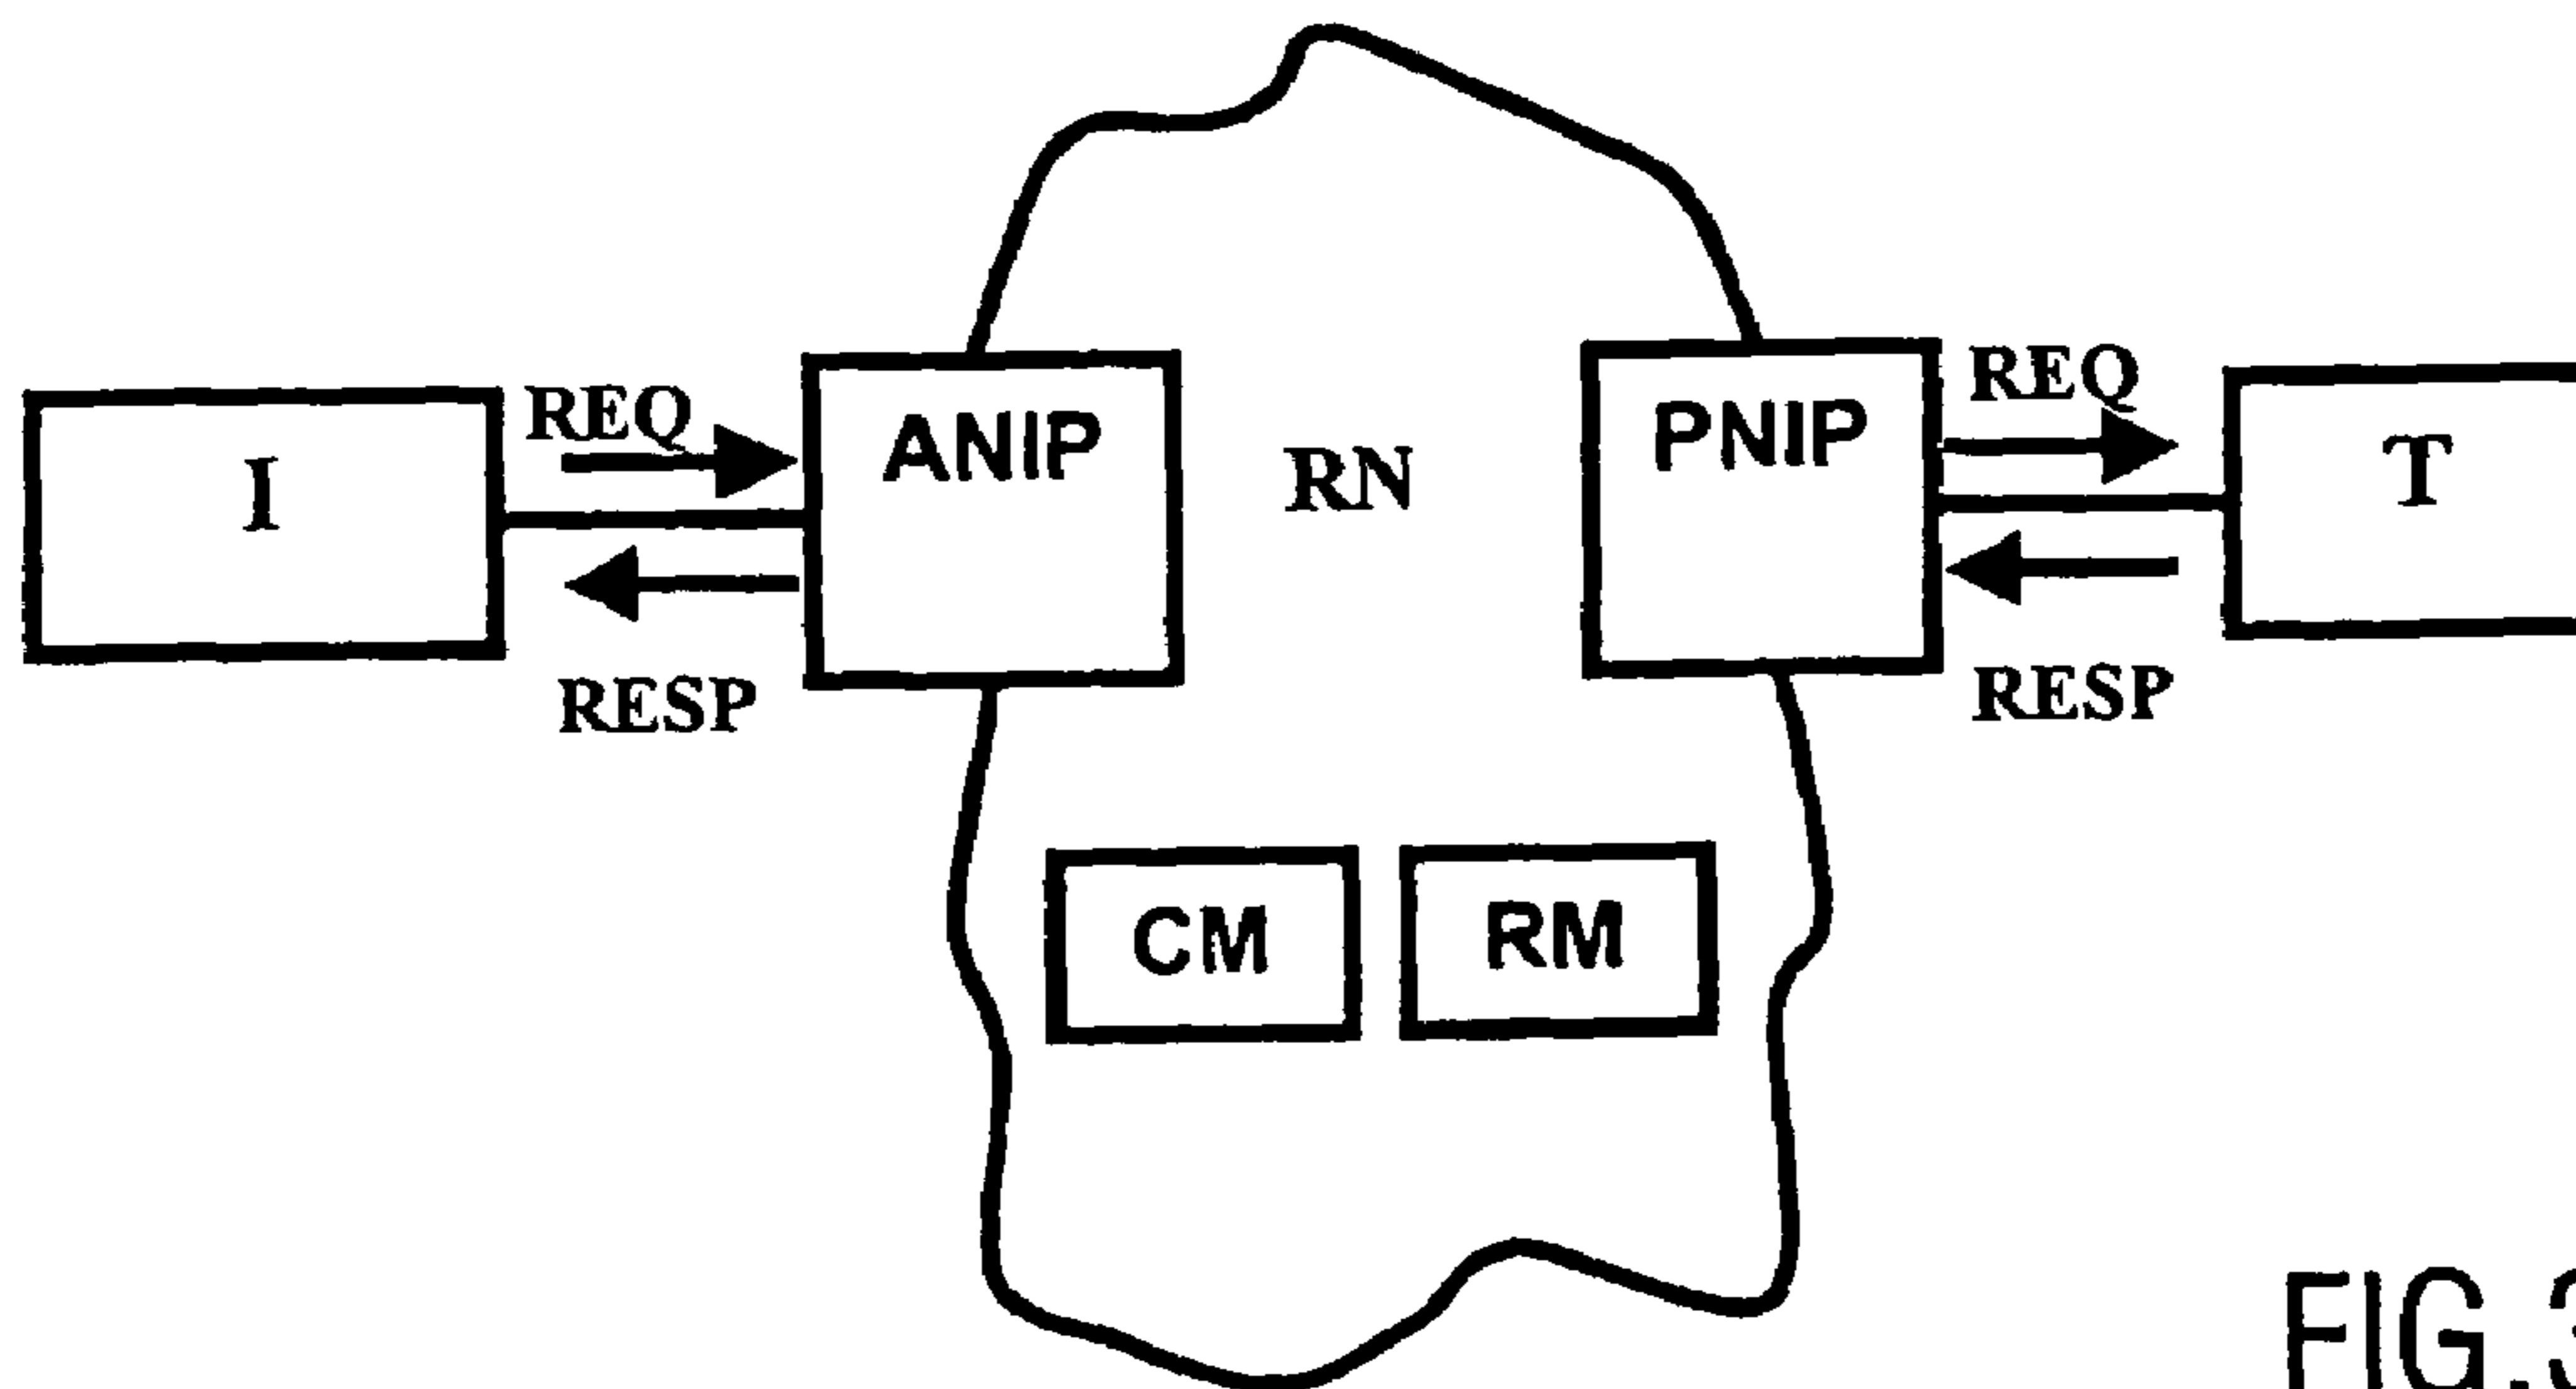 REQ
REQ
I
ANIP
RN
PNIP
T
RESP
RESP
CM
RM
FIG.3